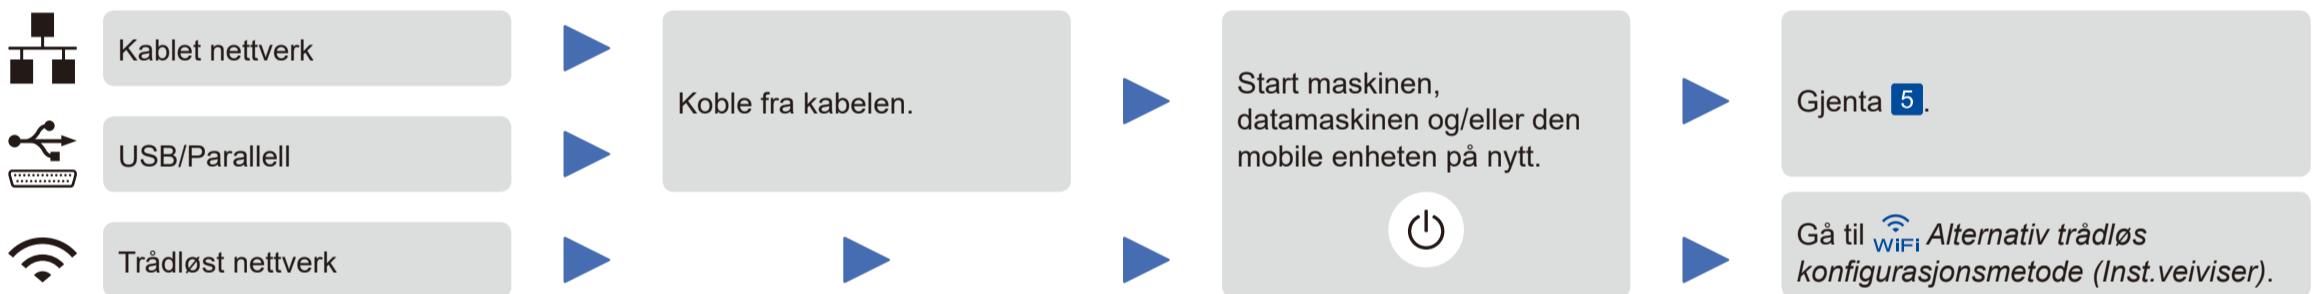 Kablet nettverk
USB/Parallell
Trådløst nettverk
Koble fra kabelen.
Start maskinen,
datamaskinen og/eller den
mobile enheten på nytt.
Gjenta 5.
Gå til WiFi Alternativ trådløs
konfigurasjonsmetode (Inst.veiviser).